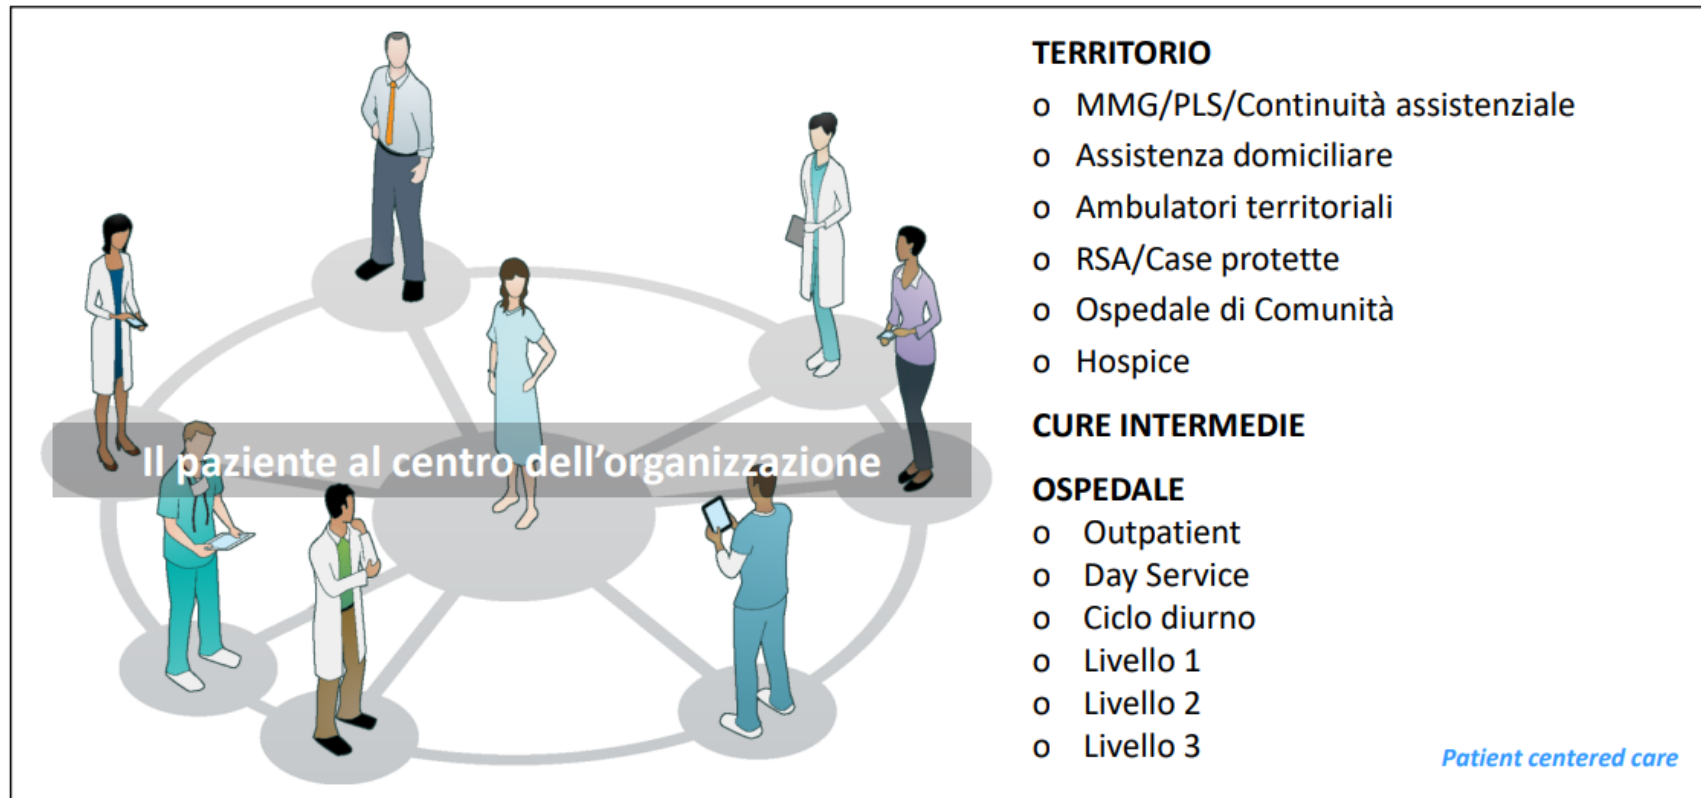 Il paziente al centro dell’organizzazione
TERRITORIO
o MMG/PLS/Continuità assistenziale
o Assistenza domiciliare
o Ambulatori territoriali
o RSA/Case protette
o Ospedale di Comunità
o Hospice
CURE INTERMEDIE
OSPEDALE
o Outpatient
o Day Service
o Ciclo diurno
o Livello 1
o Livello 2
o Livello 3
Patient centered care